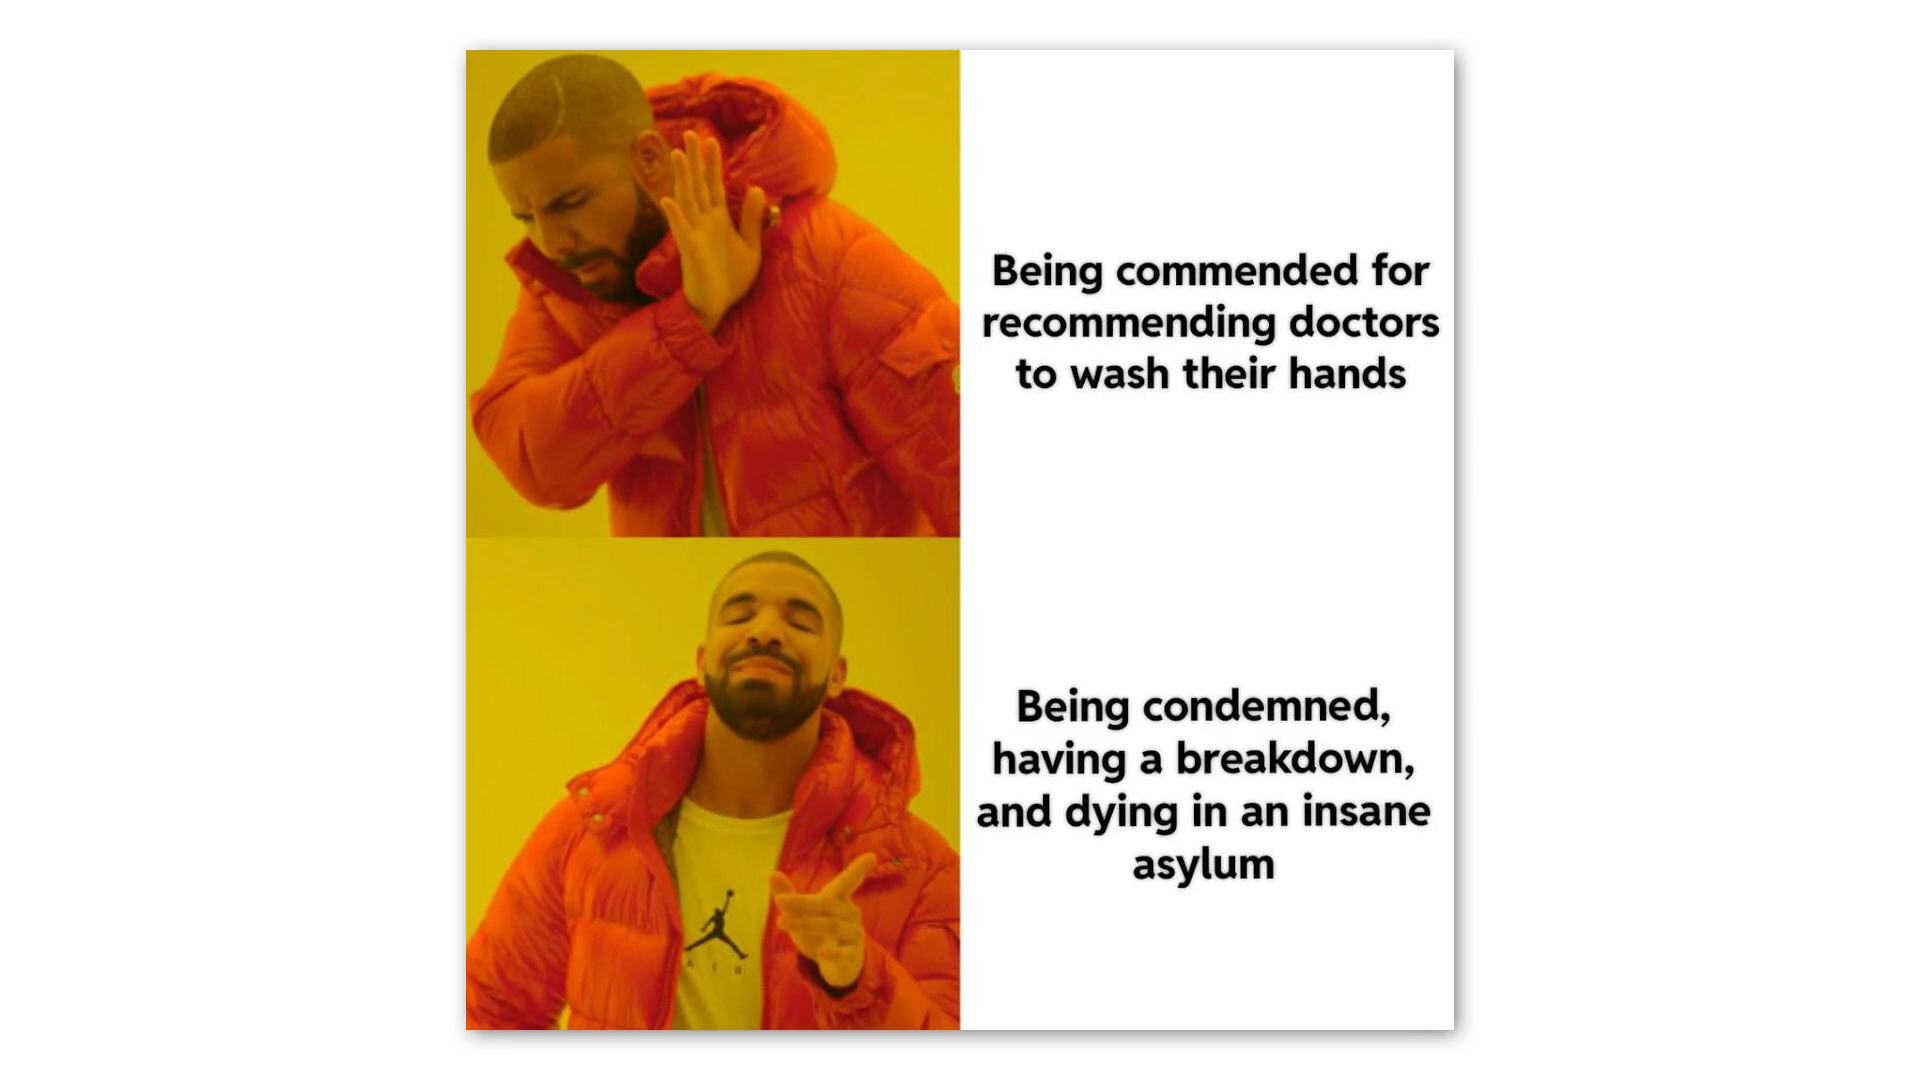 Being commended for
recommending doctors
to wash their hands
Being condemned,
having a breakdown,
and dying in an insane
asylum
AIR